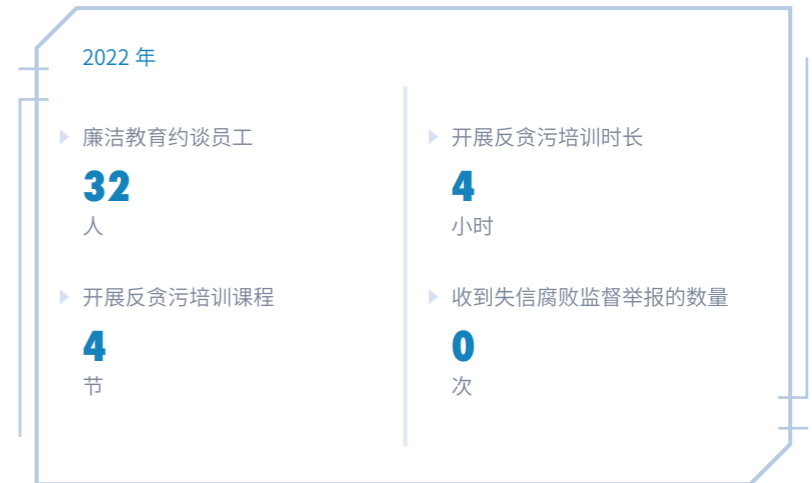 2022 年
廉洁教育约谈员工
32
人
开展反贪污培训课程
4
节
开展反贪污培训时长
4
小时
收到失信腐败监督举报的数量
0
次